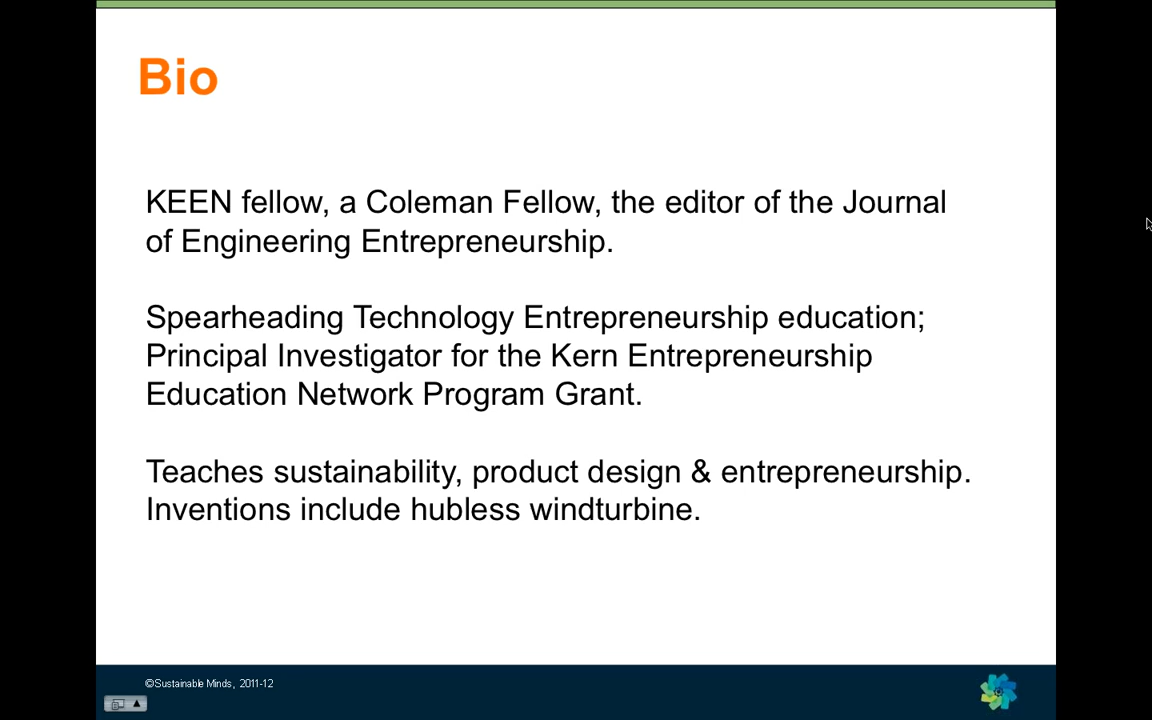 Bio
KEEN fellow, a Coleman Fellow, the editor of the Journal
of Engineering Entrepreneurship.
Spearheading Technology Entrepreneurship education;
Principal Investigator for the Kern Entrepreneurship
Education Network Program Grant.
Teaches sustainability, product design & entrepreneurship.
Inventions include hubless windturbine.
©Sustainable Minds, 2011-12